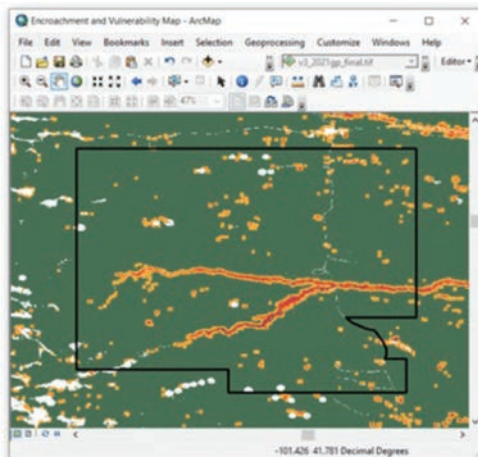 Encroachment and Vulnerability Map - ArcMap
File Edit View Bookmarks Insert Selection Geoprocessing Customize Windows Help
v3_2021gp_final.tif Editor
47%
-101.426 41.781 Decimal Degrees